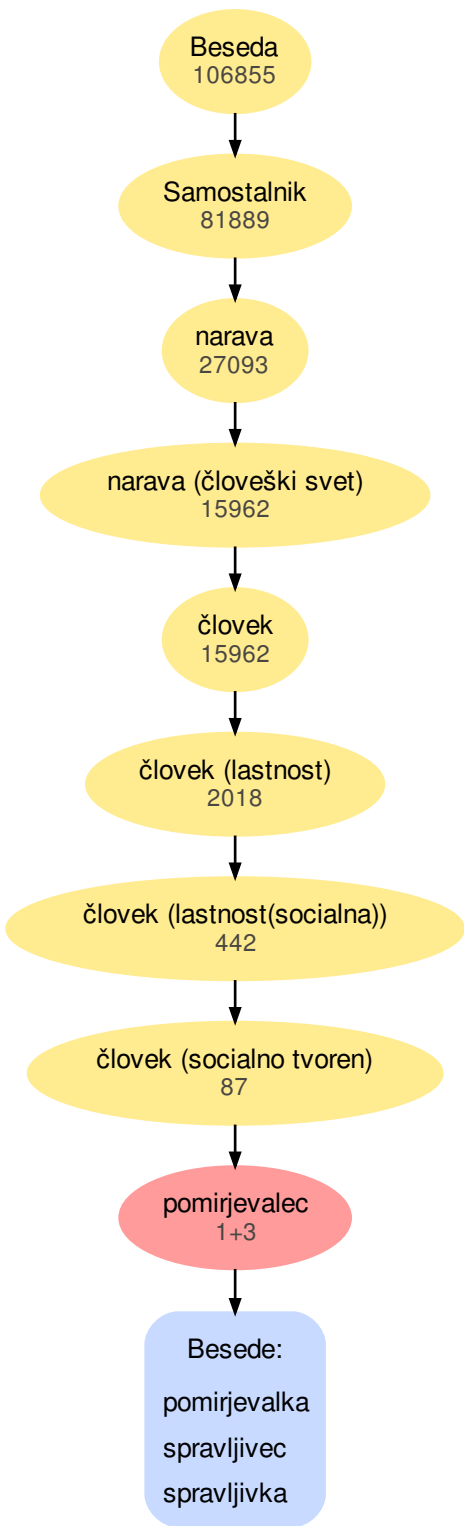 Beseda
106855
Samostalnik
81889
narava
27093
narava (človeški svet)
15962
človek
15962
človek (lastnost)
2018
človek (lastnost(socialna))
442
človek (socialno tvoren)
87
pomirjevalec
1+3
Besede:
pomirjevalka
spravljivec
spravljivka